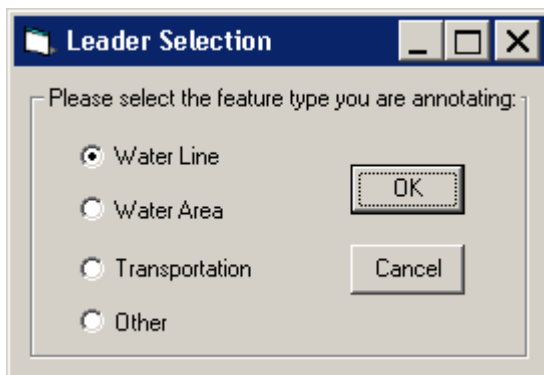 Leader Selection
Please select the feature type you are annotating:
Water Line
OK
Water Area
Transportation
Cancel
Other